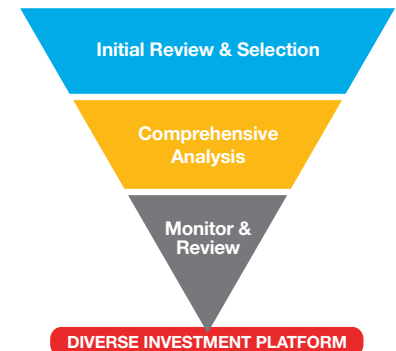 Initial Review & Selection
Comprehensive
Analysis
Monitor &
Review
DIVERSE INVESTMENT PLATFORM